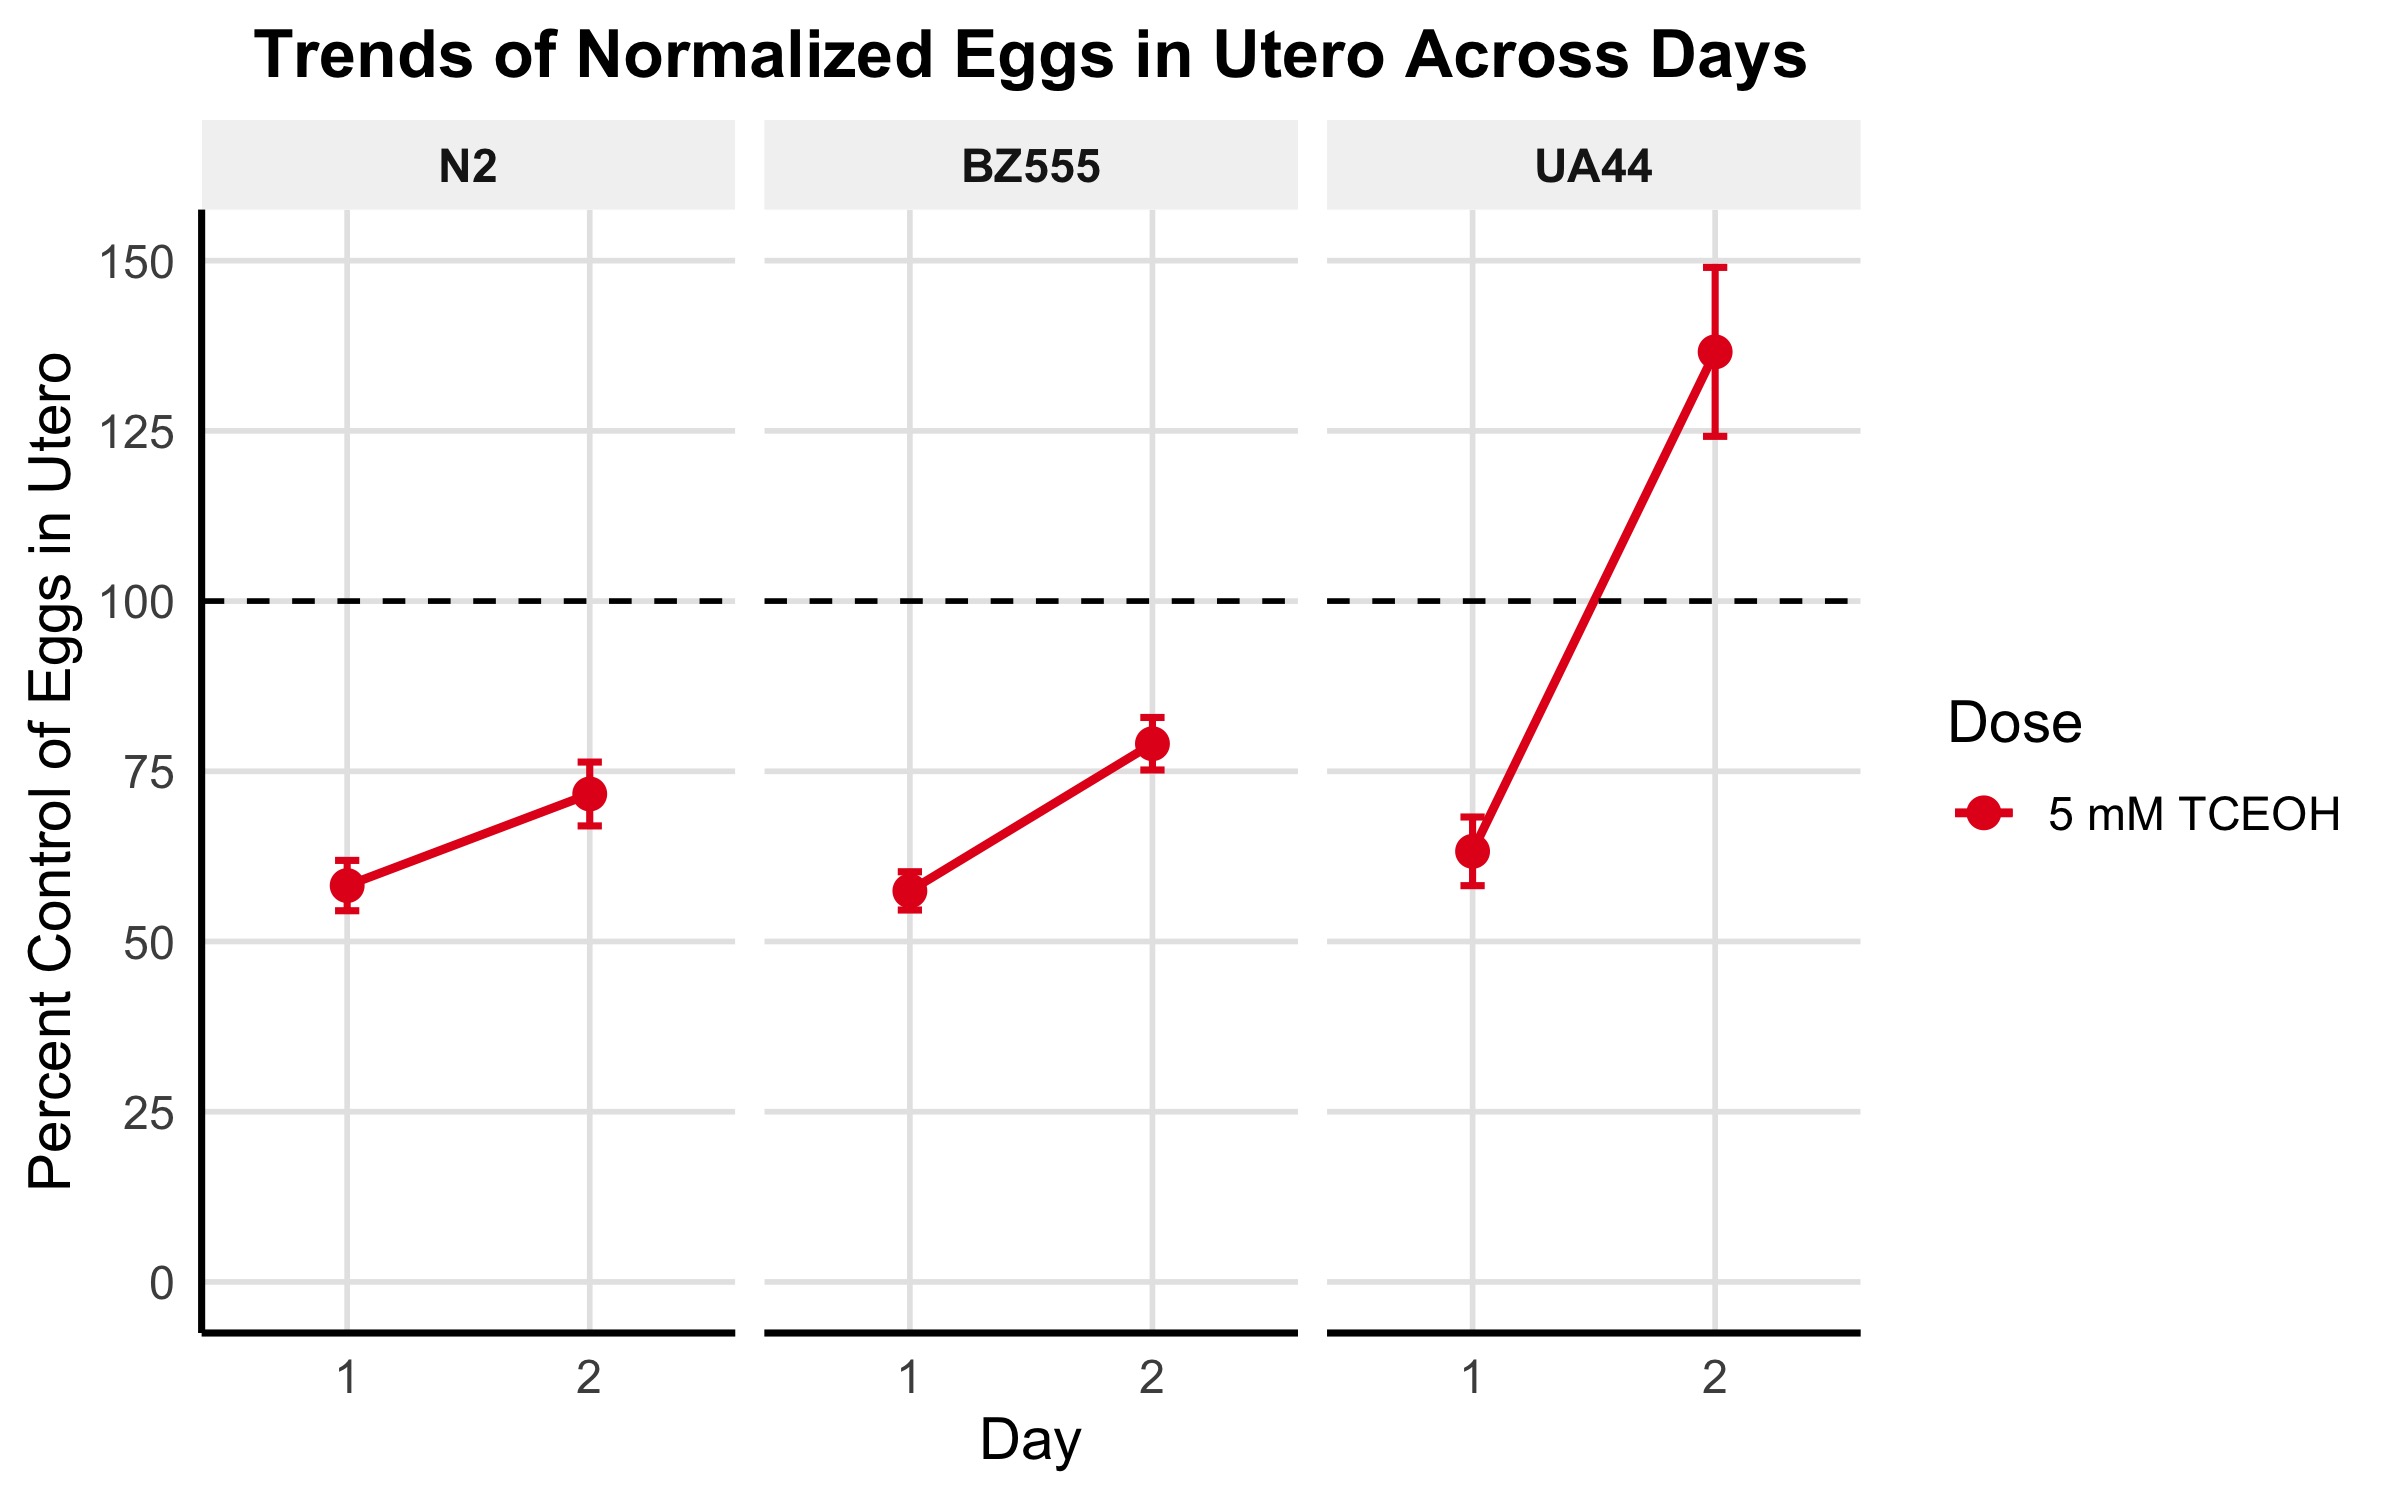 Trends of Normalized Eggs in Utero Across Days
N2
BZ555
UA44
Percent Control of Eggs in Utero
150
125
100
75
50
25
0
1 2 1 2 1 2
Day
Dose
5 mM TCEOH